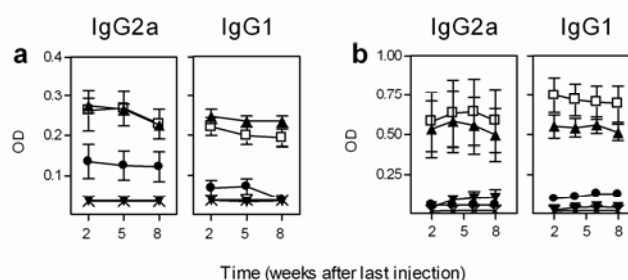 a
IgG2a IgG1
OD
0.4
0.3
0.2
0.1
2 5 8 2 5 8
b
IgG2a IgG1
OD
1.00
0.75
0.50
0.25
2 5 8 2 5 8
Time (weeks after last injection)